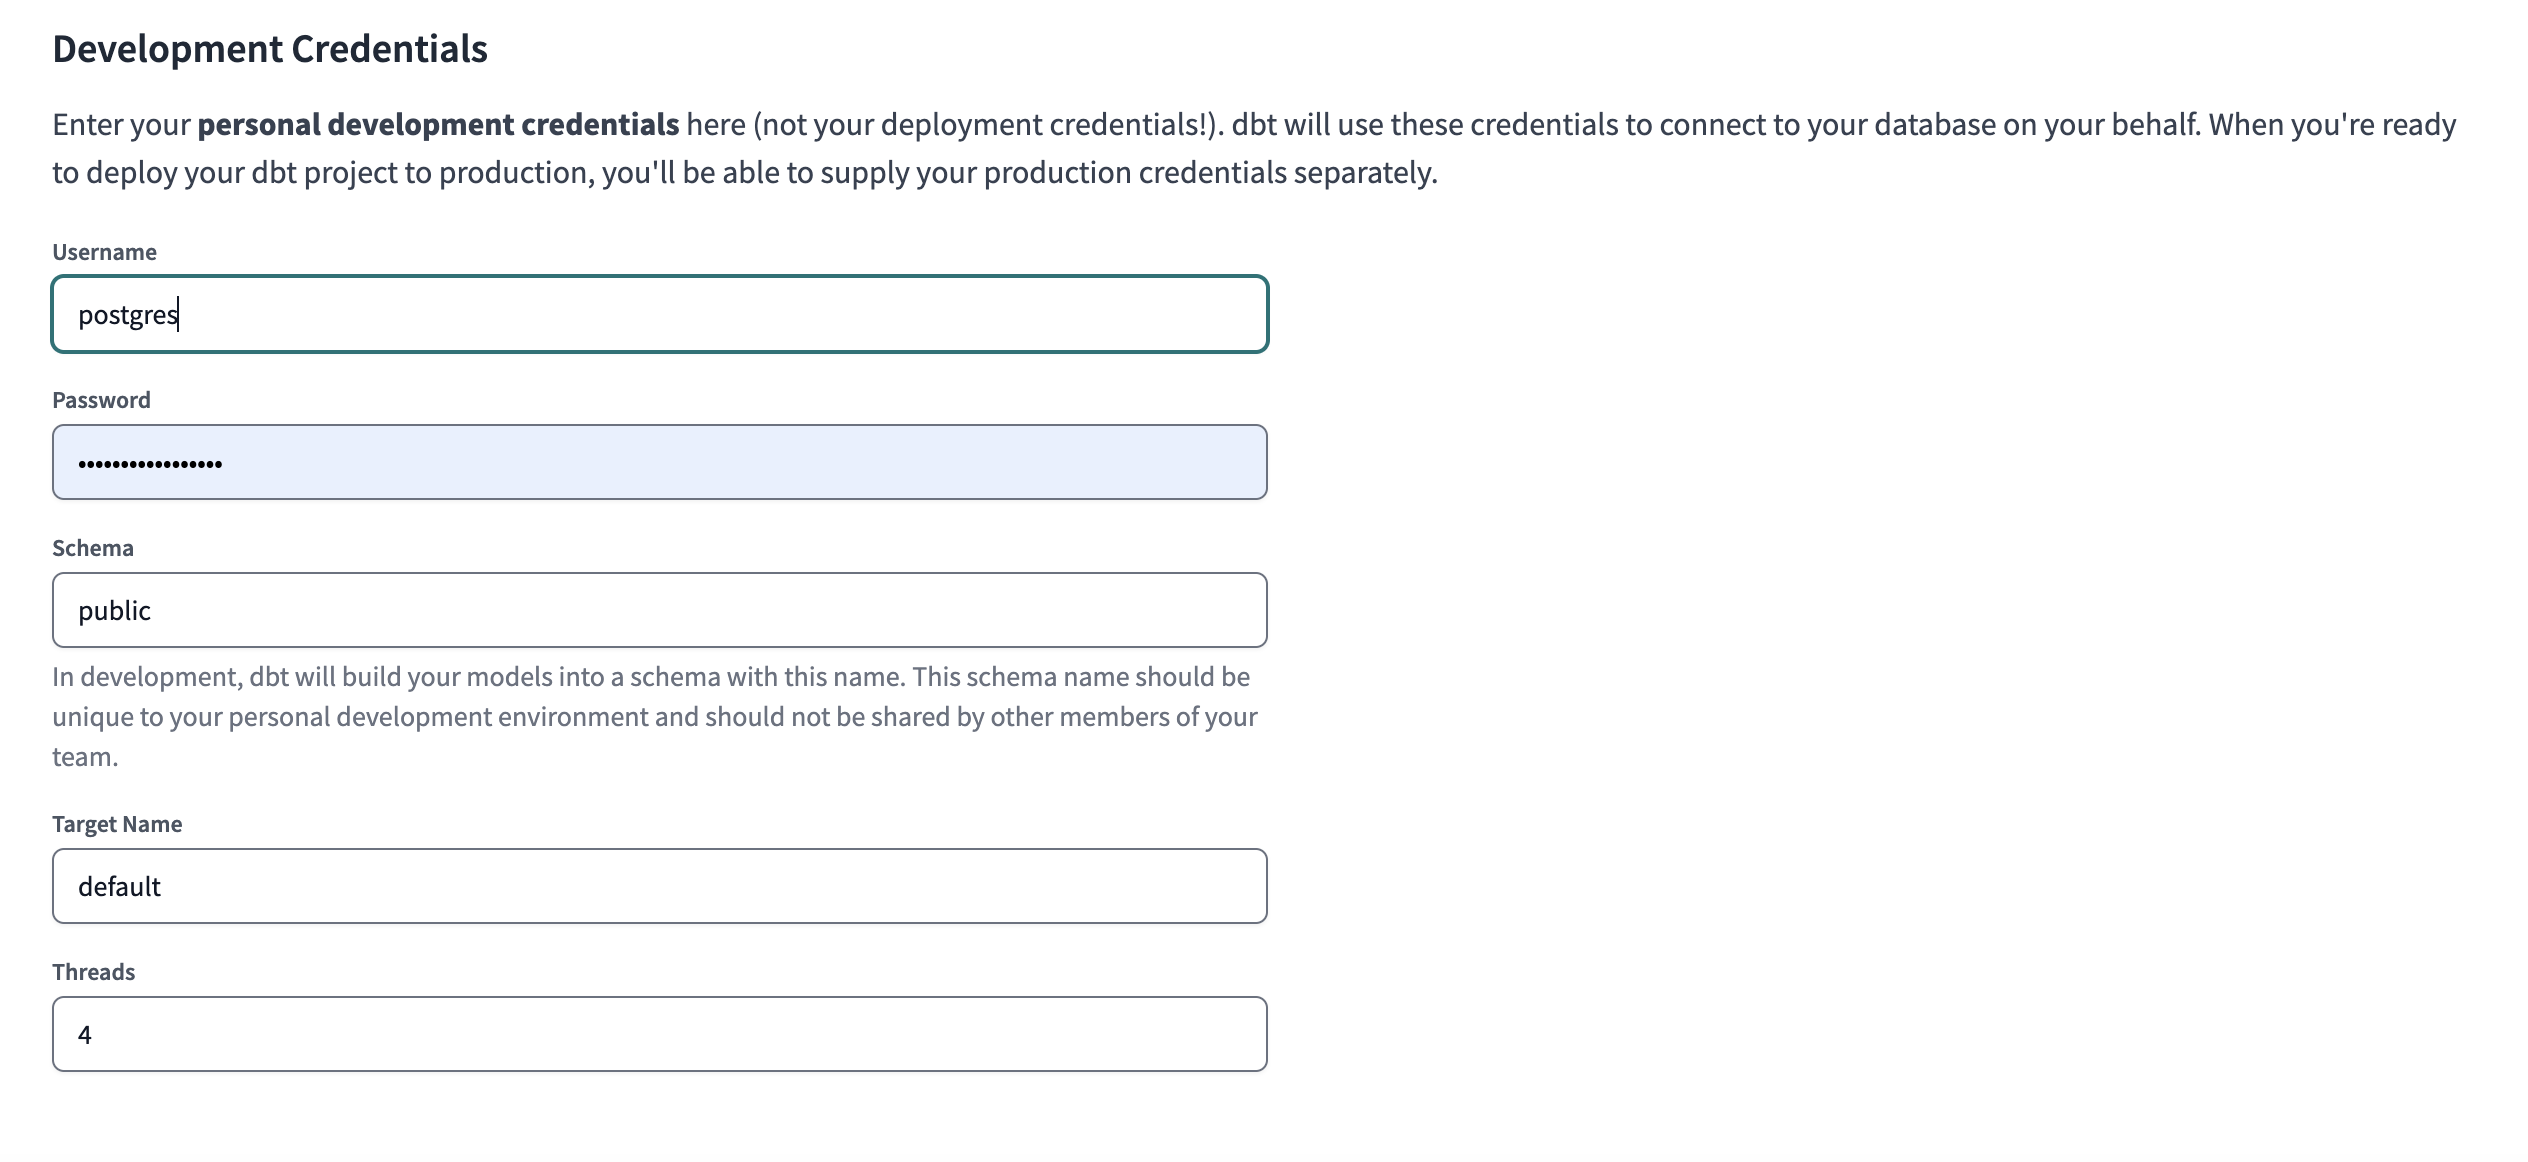 Development Credentials
Enter your personal development credentials here (not your deployment credentials!). dbt will use these credentials to connect to your database on your behalf. When you're ready
to deploy your dbt project to production, you'll be able to supply your production credentials separately.
Username
postgres
Password
•••••••••••••••••
Schema
public
In development, dbt will build your models into a schema with this name. This schema name should be
unique to your personal development environment and should not be shared by other members of your
team.
Target Name
default
Threads
4